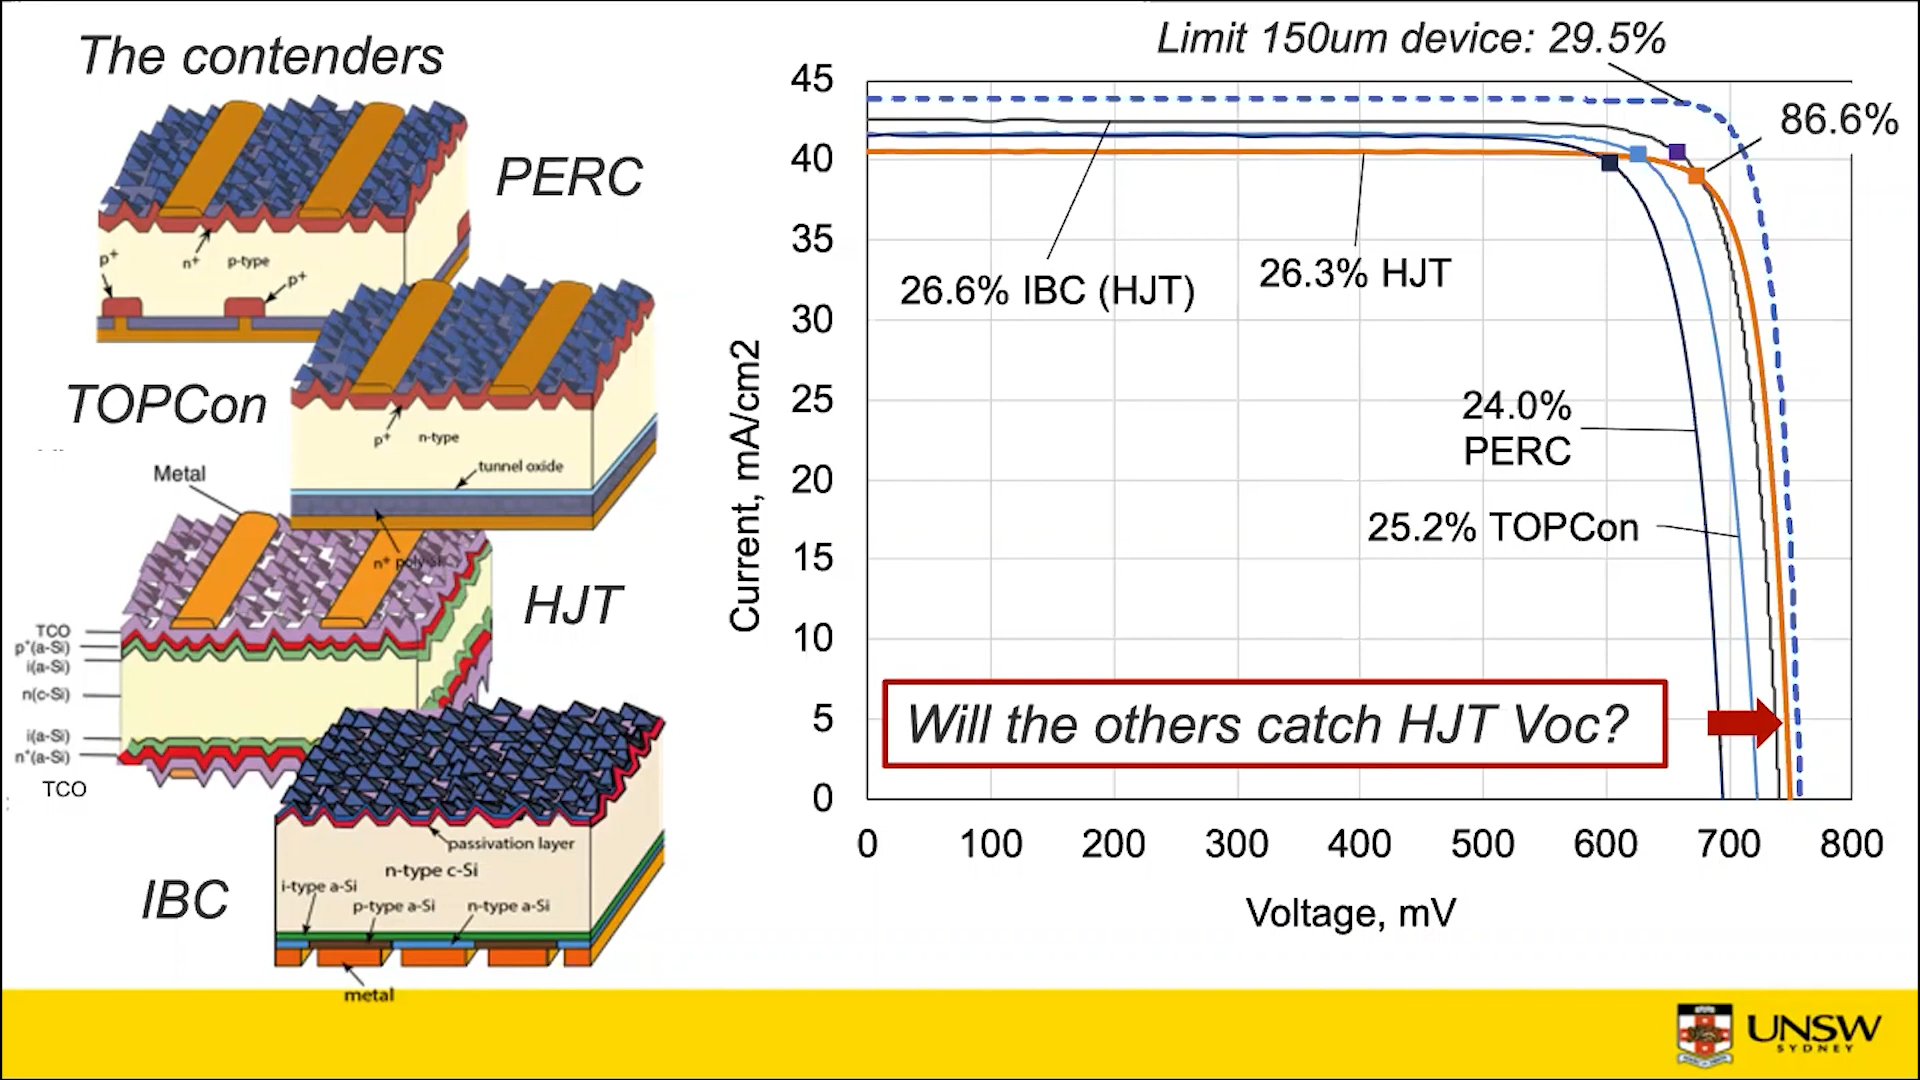 The contenders
PERC
p⁺
n⁺
p-type
p⁺
TOPCon
p⁺
n-type
tunnel oxide
n⁺ poly-Si
Metal
HJT
TCO
p⁺(a-Si)
i(a-Si)
n(c-Si)
i(a-Si)
n⁺(a-Si)
TCO
IBC
passivation layer
n-type c-Si
i-type a-Si
p-type a-Si
n-type a-Si
metal
Limit 150um device: 29.5%
86.6%
26.6% IBC (HJT)
26.3% HJT
24.0%
PERC
25.2% TOPCon
Will the others catch HJT Voc?
Current, mA/cm2
45
40
35
30
25
20
15
10
5
0
0 100 200 300 400 500 600 700 800
Voltage, mV
UNSW
SYDNEY